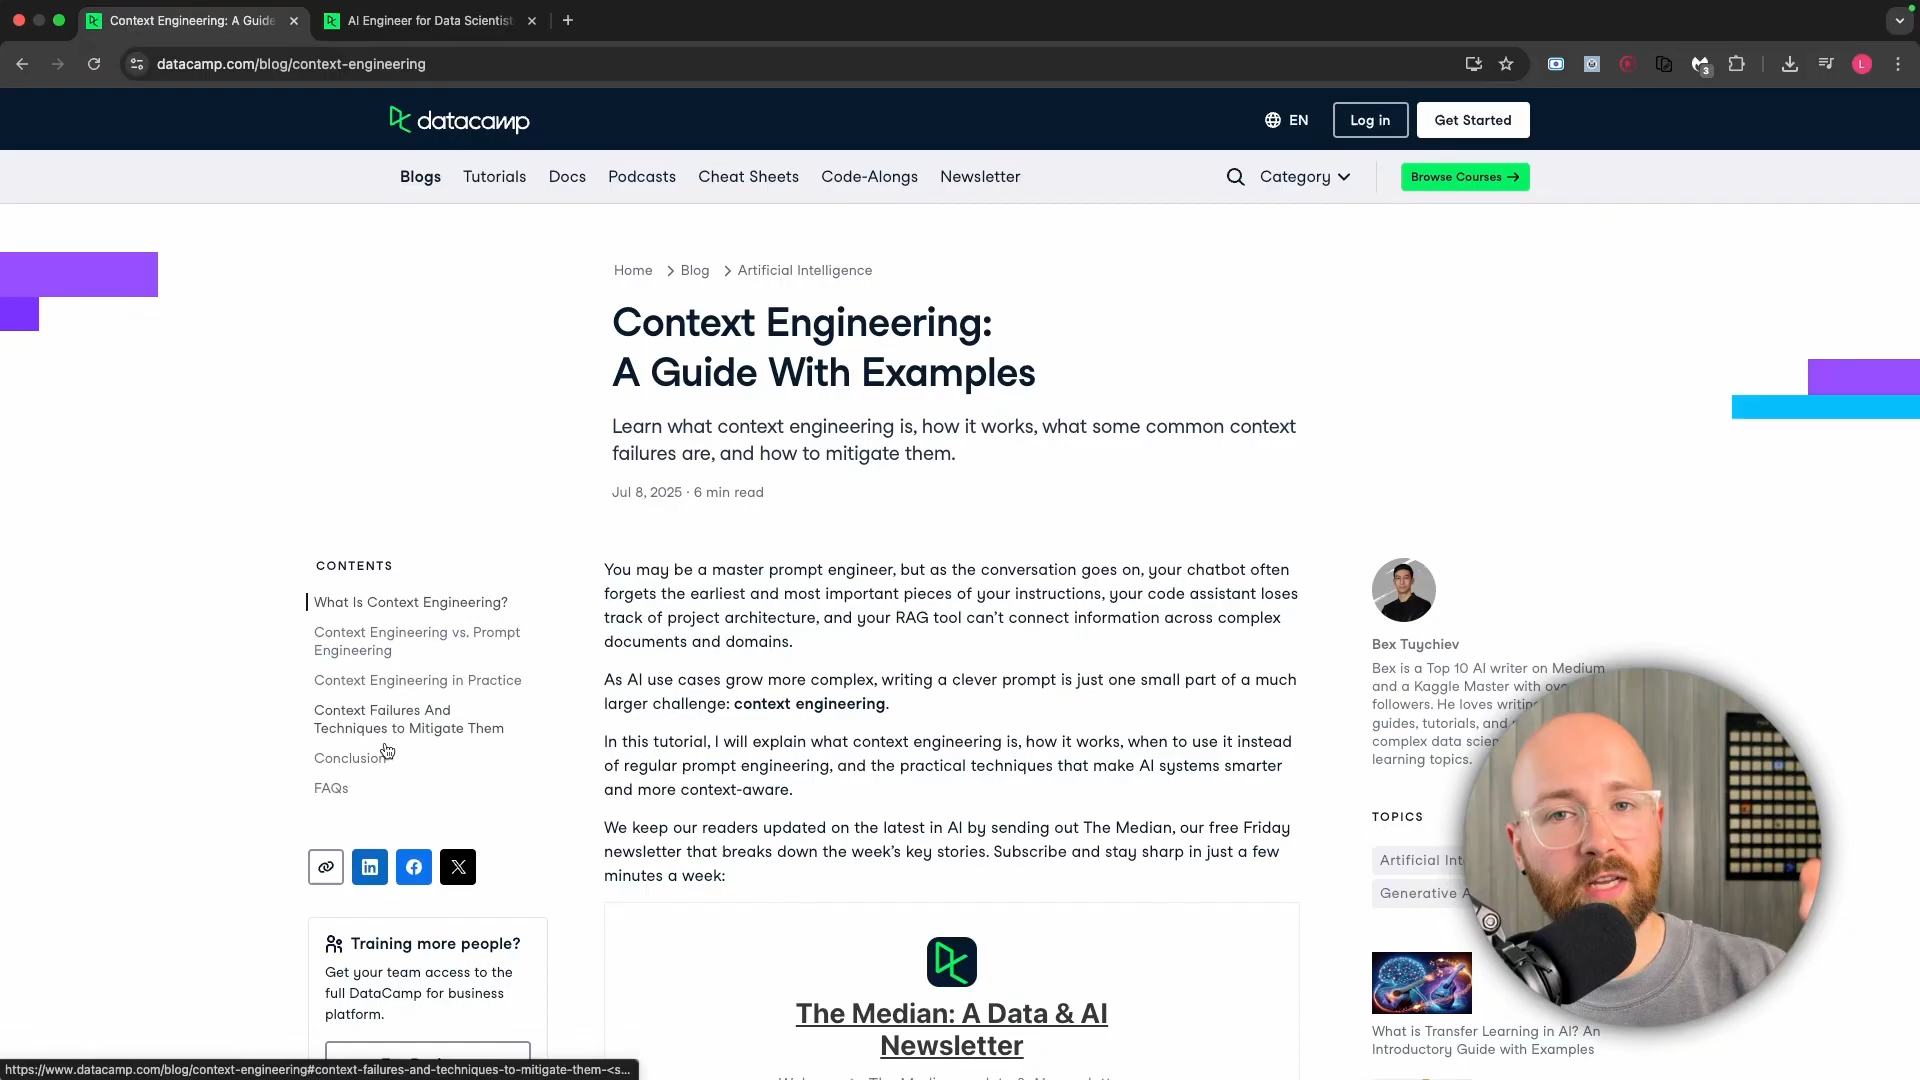 Context Engineering: A Guide
AI Engineer for Data Scientist
datacamp.com/blog/context-engineering
3
L
datacamp
EN
Log in
Get Started
Blogs
Tutorials
Docs
Podcasts
Cheat Sheets
Code-Alongs
Newsletter
Category
Browse Courses →
Home
Blog
Artificial Intelligence
Context Engineering:
A Guide With Examples
Learn what context engineering is, how it works, what some common context
failures are, and how to mitigate them.
Jul 8, 2025 · 6 min read
CONTENTS
What Is Context Engineering?
Context Engineering vs. Prompt
Engineering
Context Engineering in Practice
Context Failures And
Techniques to Mitigate Them
Conclusion
FAQs
Training more people?
Get your team access to the
full DataCamp for business
platform.
You may be a master prompt engineer, but as the conversation goes on, your chatbot often
forgets the earliest and most important pieces of your instructions, your code assistant loses
track of project architecture, and your RAG tool can’t connect information across complex
documents and domains.
As AI use cases grow more complex, writing a clever prompt is just one small part of a much
larger challenge: context engineering.
In this tutorial, I will explain what context engineering is, how it works, when to use it instead
of regular prompt engineering, and the practical techniques that make AI systems smarter
and more context-aware.
We keep our readers updated on the latest in AI by sending out The Median, our free Friday
newsletter that breaks down the week’s key stories. Subscribe and stay sharp in just a few
minutes a week:
The Median: A Data & AI
Newsletter
Bex Tuychiev
Bex is a Top 10 AI writer on Medium
and a Kaggle Master with
followers. He loves
guides, tutorials, and
complex data
learning topics.
TOPICS
Artificial
Generative
What is Transfer Learning in AI? An
Introductory Guide with Examples
https://www.datacamp.com/blog/context-engineering#context-failures-and-techniques-to-mitigate-them-<s...